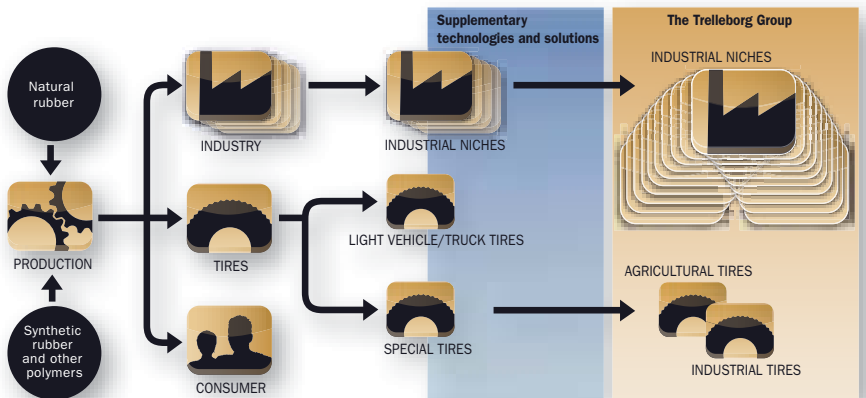 Supplementary
technologies and solutions
The Trelleborg Group
Natural
rubber
INDUSTRY
INDUSTRIAL NICHES
INDUSTRIAL NICHES
PRODUCTION
TIRES
LIGHT VEHICLE/TRUCK TIRES
AGRICULTURAL TIRES
Synthetic
rubber
and other
polymers
CONSUMER
SPECIAL TIRES
INDUSTRIAL TIRES